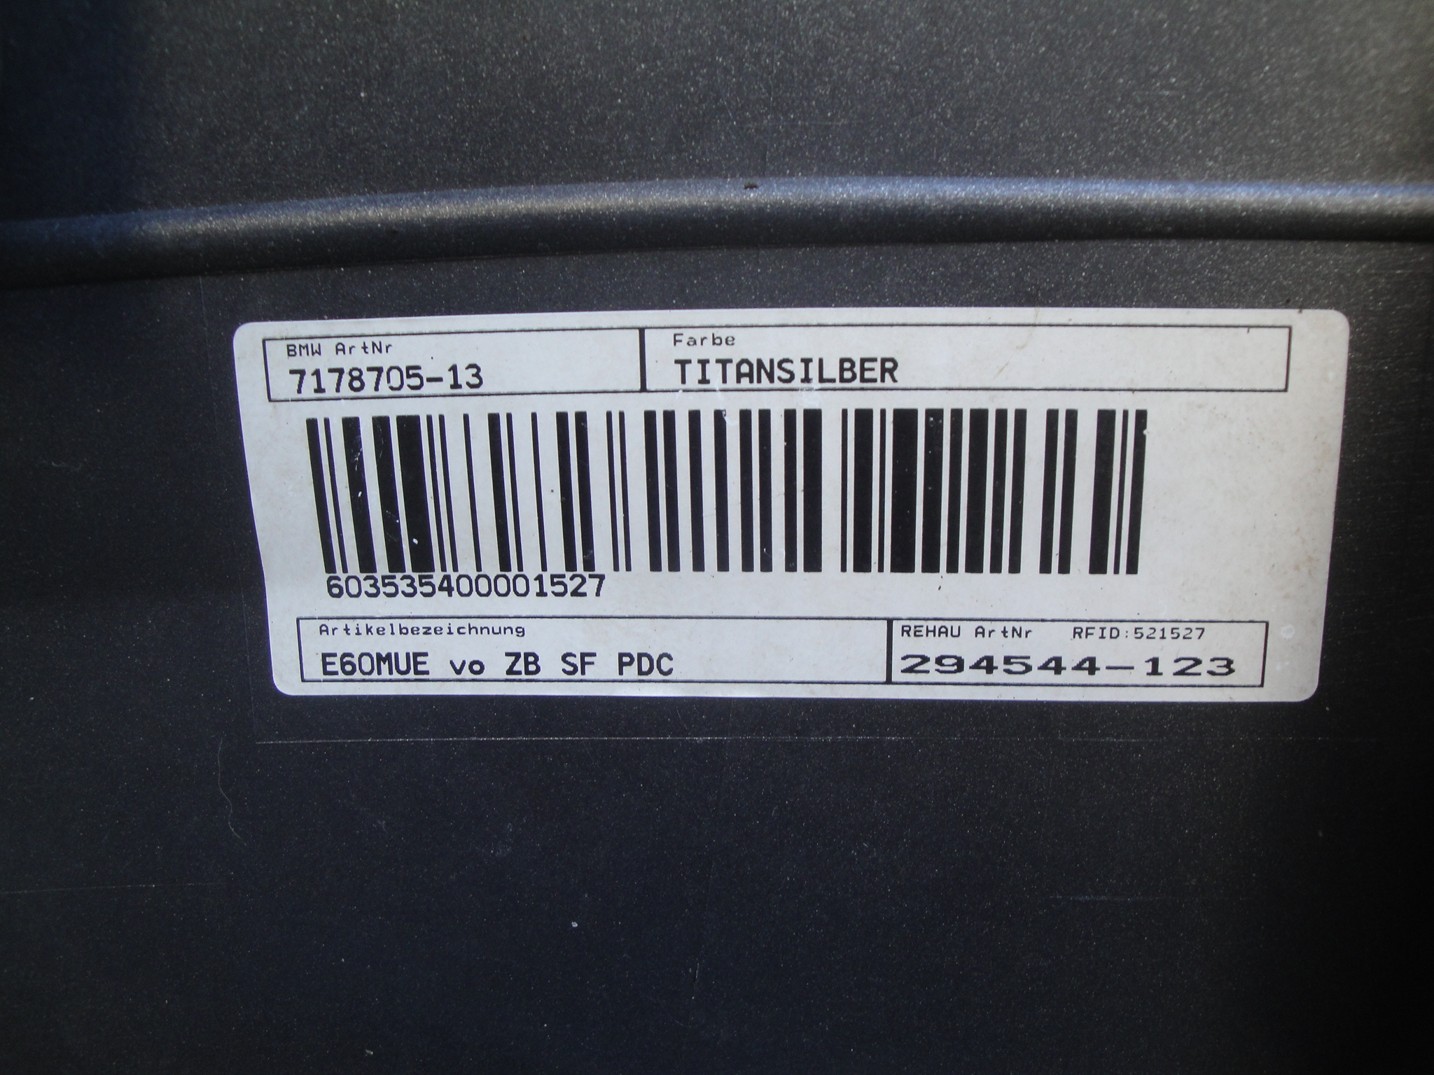 BMW ArtNr
7178705-13
Farbe
TITANSILBER
603535400001527
Artikelbezeichnung
E60MUE vo ZB SF PDC
REHAU ArtNr RFID:521527
294544-123